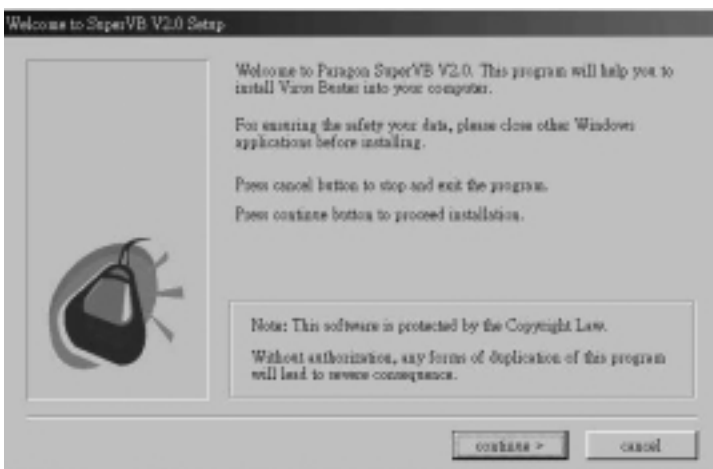 Welcome to SuperVB V2.0 Setup
Welcome to Paragon SuperVB V2.0. This program will help you to
install Virus Buster into your computer.
For ensuring the safety your data, please close other Windows
applications before installing.
Press cancel button to stop and exit the program.
Press continue button to proceed installation.
Note: This software is protected by the Copyright Law.
Without authorization, any forms of duplication of this program
will lead to severe consequence.
continue >
cancel